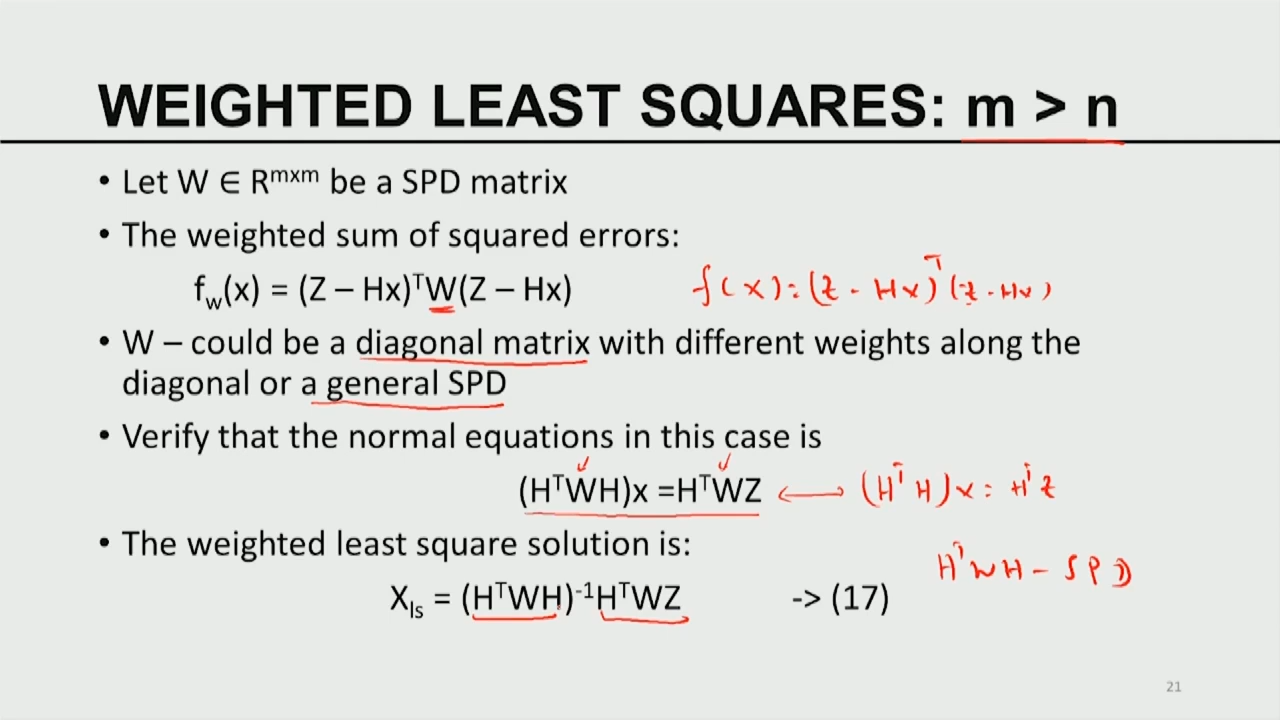 WEIGHTED LEAST SQUARES: m > n
• Let W ∈ Rᵐˣᵐ be a SPD matrix
• The weighted sum of squared errors:
f_w(x) = (Z – Hx)ᵀW(Z – Hx)
f(x) = (z - Hx)ᵀ(z - Hx)
• W – could be a diagonal matrix with different weights along the
diagonal or a general SPD
• Verify that the normal equations in this case is
(HᵀWH)x =HᵀWZ
(HᵀH)x = Hᵀz
• The weighted least square solution is:
HᵀWH - SPD
X_ls = (HᵀWH)⁻¹HᵀWZ -> (17)
21